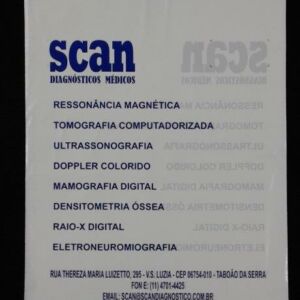 scan
DIAGNÓSTICOS MÉDICOS
RESSONÂNCIA MAGNÉTICA
TOMOGRAFIA COMPUTADORIZADA
ULTRASSONOGRAFIA
DOPPLER COLORIDO
MAMOGRAFIA DIGITAL
DENSITOMETRIA ÓSSEA
RAIO-X DIGITAL
ELETRONEUROMIOGRAFIA
RUA THEREZA MARIA LUIZETTO, 295 - V.S. LUZIA - CEP 06754-010 - TABOÃO DA SERRA
FONE: (11) 4701-4425
EMAIL: SCAN@SCANDIAGNOSTICO.COM.BR